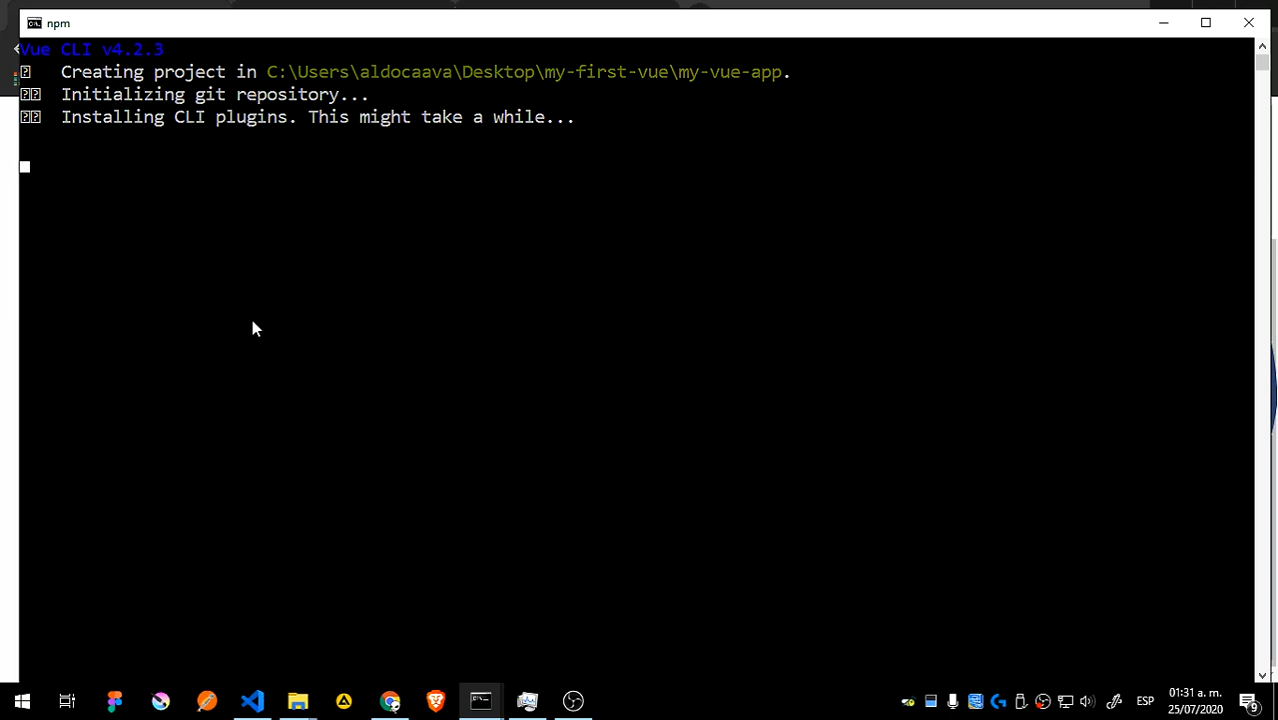 npm
Vue CLI v4.2.3
Creating project in C:\Users\aldocaava\Desktop\my-first-vue\my-vue-app.
Initializing git repository...
Installing CLI plugins. This might take a while...
ESP
01:31 a. m.
25/07/2020
9